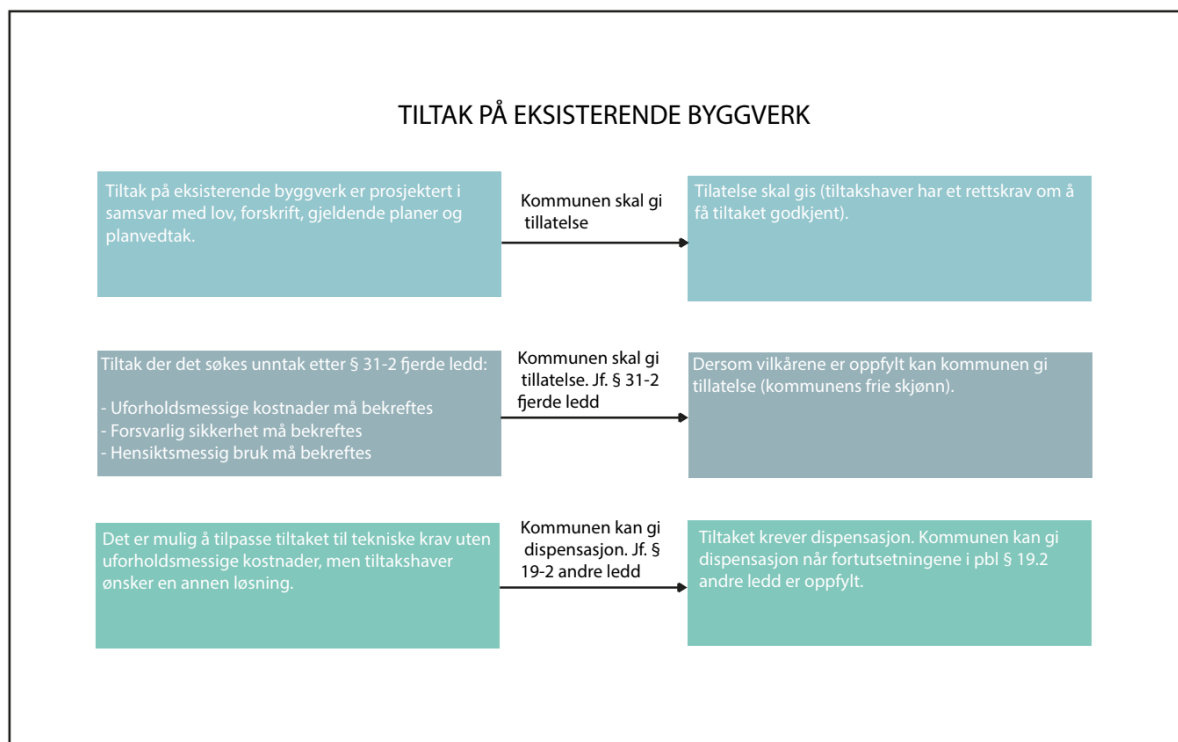 TILTAK PÅ EKSISTERENDE BYGGVERK
Tiltak på eksisterende byggverk er prosjektert i
samsvar med lov, forskrift, gjeldende planer og
planvedtak.
Kommunen skal gi
tillatelse
Tilatelse skal gis (tiltakshaver har et rettskrav om å
få tiltaket godkjent).
Tiltak der det søkes unntak etter § 31-2 fjerde ledd:
- Uforholdsmessige kostnader må bekreftes
- Forsvarlig sikkerhet må bekreftes
- Hensiktsmessig bruk må bekreftes
Kommunen skal gi
tillatelse. Jf. § 31-2
fjerde ledd
Dersom vilkårene er oppfylt kan kommunen gi
tillatelse (kommunens frie skjønn).
Det er mulig å tilpasse tiltaket til tekniske krav uten
uforholdsmessige kostnader, men tiltakshaver
ønsker en annen løsning.
Kommunen kan gi
dispensasjon. Jf. §
19-2 andre ledd
Tiltaket krever dispensasjon. Kommunen kan gi
dispensasjon når fortutsetningene i pbl § 19.2
andre ledd er oppfylt.